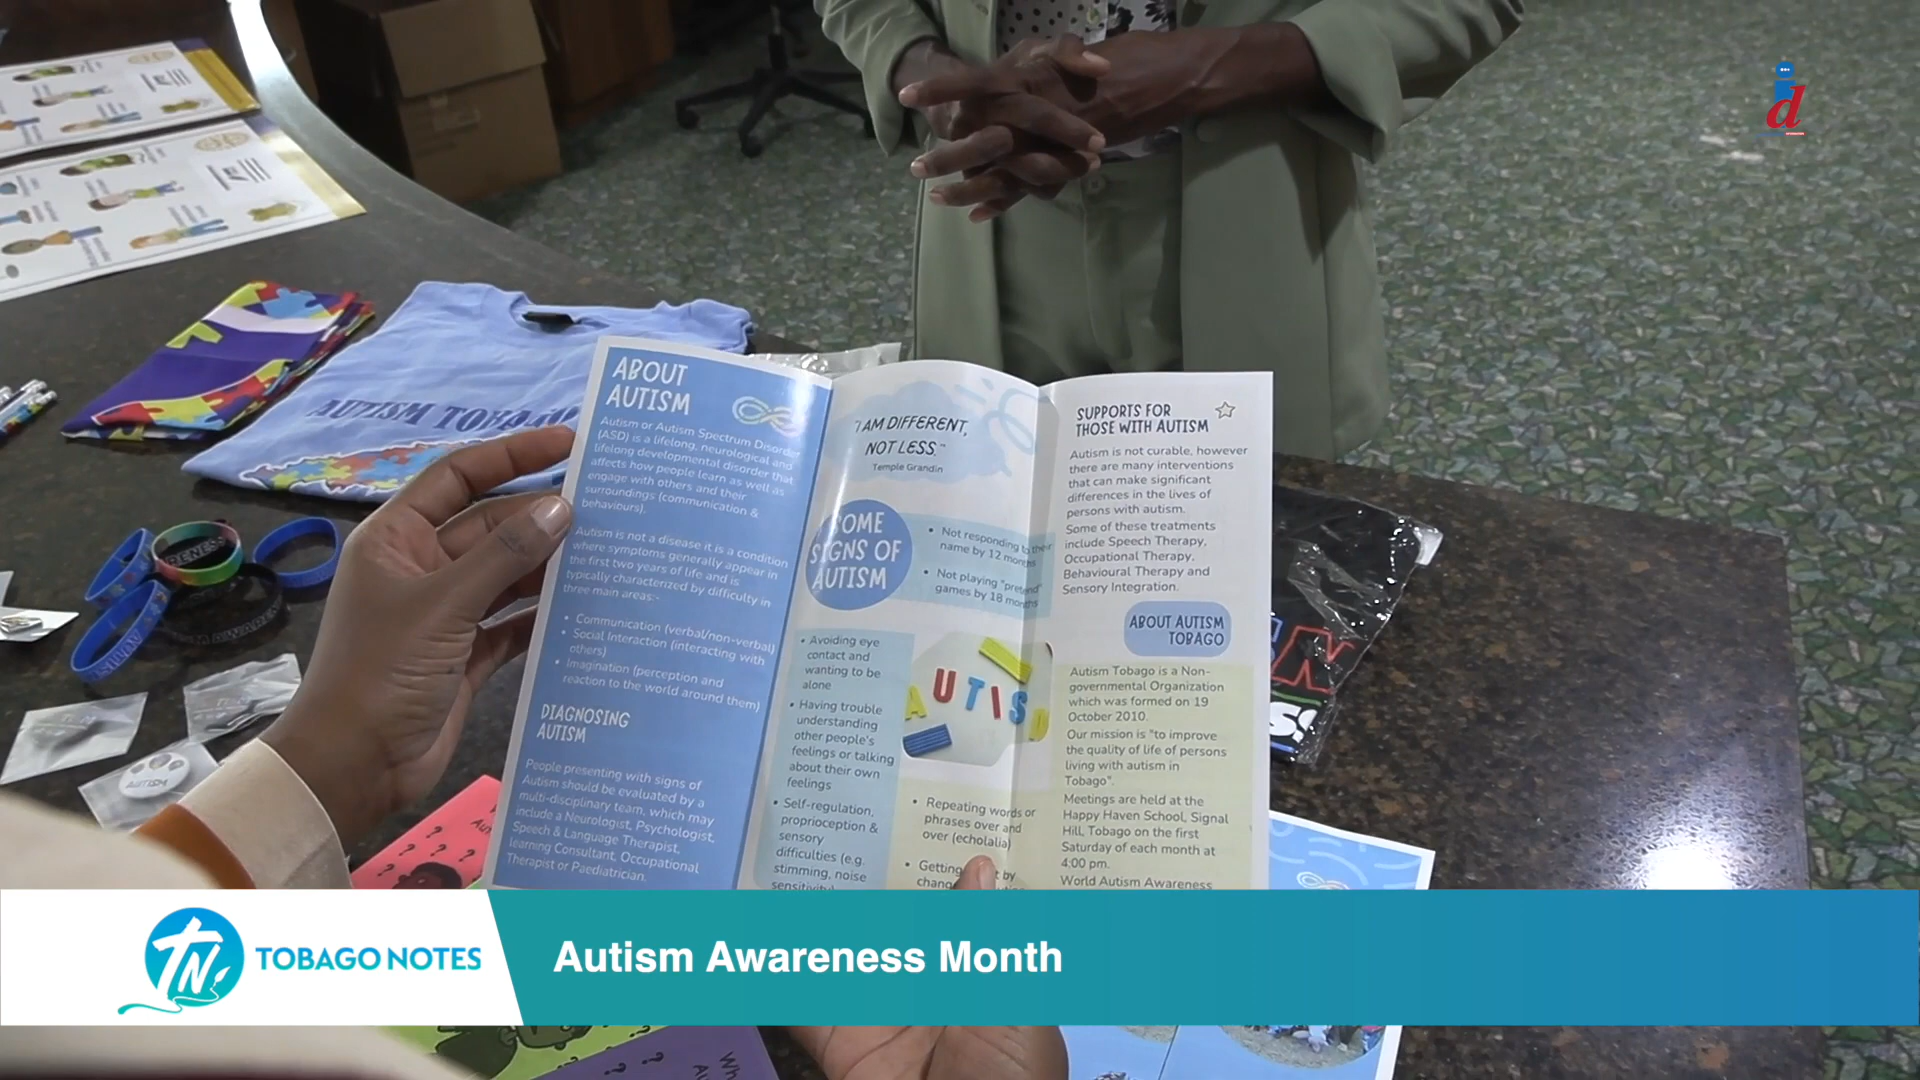 d
AUTISM TOBAGO
ABOUT
AUTISM
Autism or Autism Spectrum Disorder
(ASD) is a lifelong, neurological and
lifelong developmental disorder that
affects how people learn as well as
engage with others and their
surroundings (communication &
behaviours).
Autism is not a disease it is a condition
where symptoms generally appear in
the first two years of life and is
typically characterized by difficulty in
three main areas:-
• Communication (verbal/non-verbal)
• Social Interaction (interacting with
others)
• Imagination (perception and
reaction to the world around them)
DIAGNOSING
AUTISM
People presenting with signs of
Autism should be evaluated by a
multi-disciplinary team, which may
include a Neurologist, Psychologist,
Speech & Language Therapist,
learning Consultant, Occupational
Therapist or Paediatrician.
"I AM DIFFERENT,
NOT LESS."
Temple Grandin
SOME
SIGNS OF
AUTISM
• Not responding to their
name by 12 months
• Not playing "pretend"
games by 18 months
• Avoiding eye
contact and
wanting to be
alone
• Having trouble
understanding
other people's
feelings or talking
about their own
feelings
• Self-regulation,
proprioception &
sensory
difficulties (e.g.
stimming, noise
sensitivity)
AUTIS
• Repeating words or
phrases over and
over (echolalia)
• Getting by
SUPPORTS FOR
THOSE WITH AUTISM
Autism is not curable, however
there are many interventions
that can make significant
differences in the lives of
persons with autism.
Some of these treatments
include Speech Therapy,
Occupational Therapy,
Behavioural Therapy and
Sensory Integration.
ABOUT AUTISM
TOBAGO
Autism Tobago is a Non-
governmental Organization
which was formed on 19
October 2010.
Our mission is "to improve
the quality of life of persons
living with autism in
Tobago".
Meetings are held at the
Happy Haven School, Signal
Hill, Tobago on the first
Saturday of each month at
4:00 pm.
World Autism Awareness
AUTISM
TN TOBAGO NOTES
Autism Awareness Month